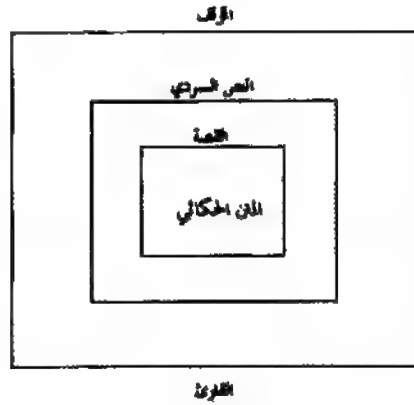 المؤلف
النص السردي
القصة
المتن الحكائي
القارئ